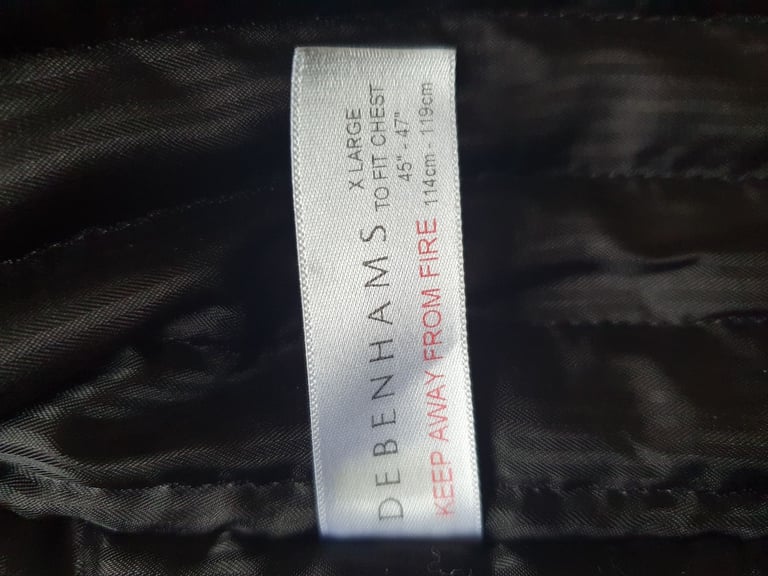 X LARGE
TO FIT CHEST
45" - 47"
114cm - 119cm
DEBENHAMS
KEEP AWAY FROM FIRE